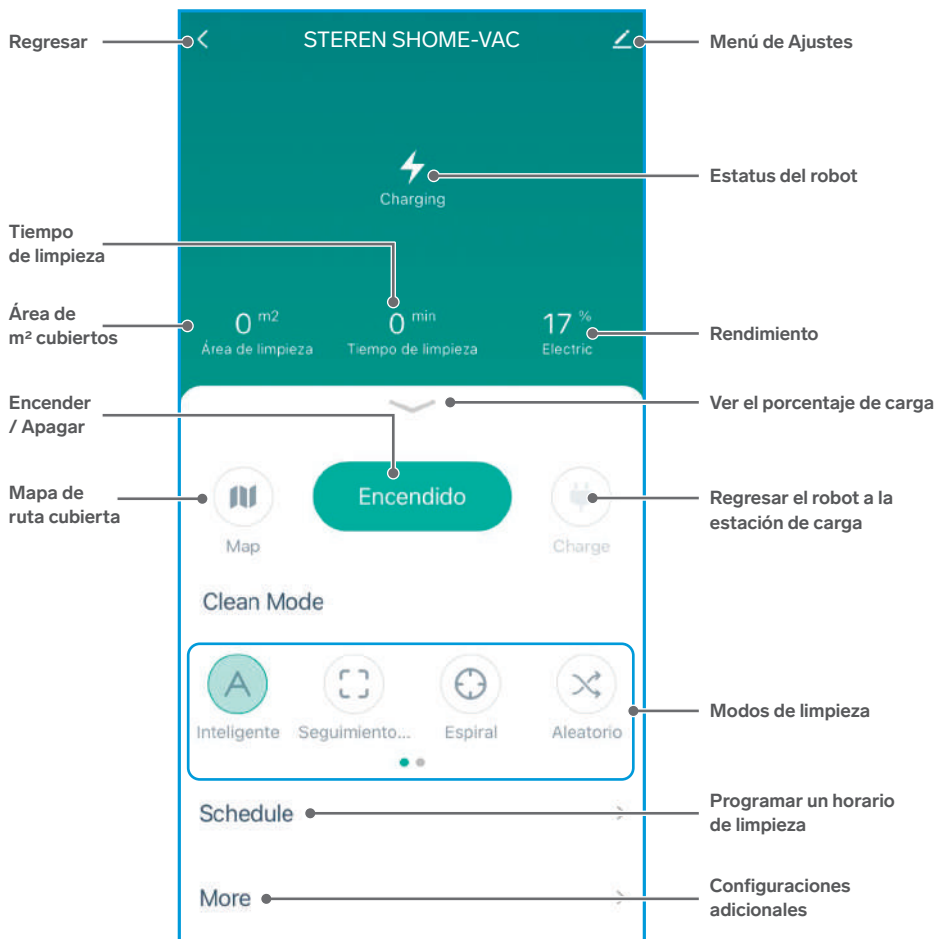 Regresar
STEREN SHOME-VAC
Menú de Ajustes
Charging
Estatus del robot
Tiempo
de limpieza
Área de
m² cubiertos
0 m2
Área de limpieza
0 min
Tiempo de limpieza
17 %
Electric
Rendimiento
Encender
/ Apagar
Ver el porcentaje de carga
Mapa de
ruta cubierta
Map
Encendido
Charge
Regresar el robot a la
estación de carga
Clean Mode
A
Inteligente
Seguimiento...
Espiral
Aleatorio
Modos de limpieza
Schedule
Programar un horario
de limpieza
More
Configuraciones
adicionales